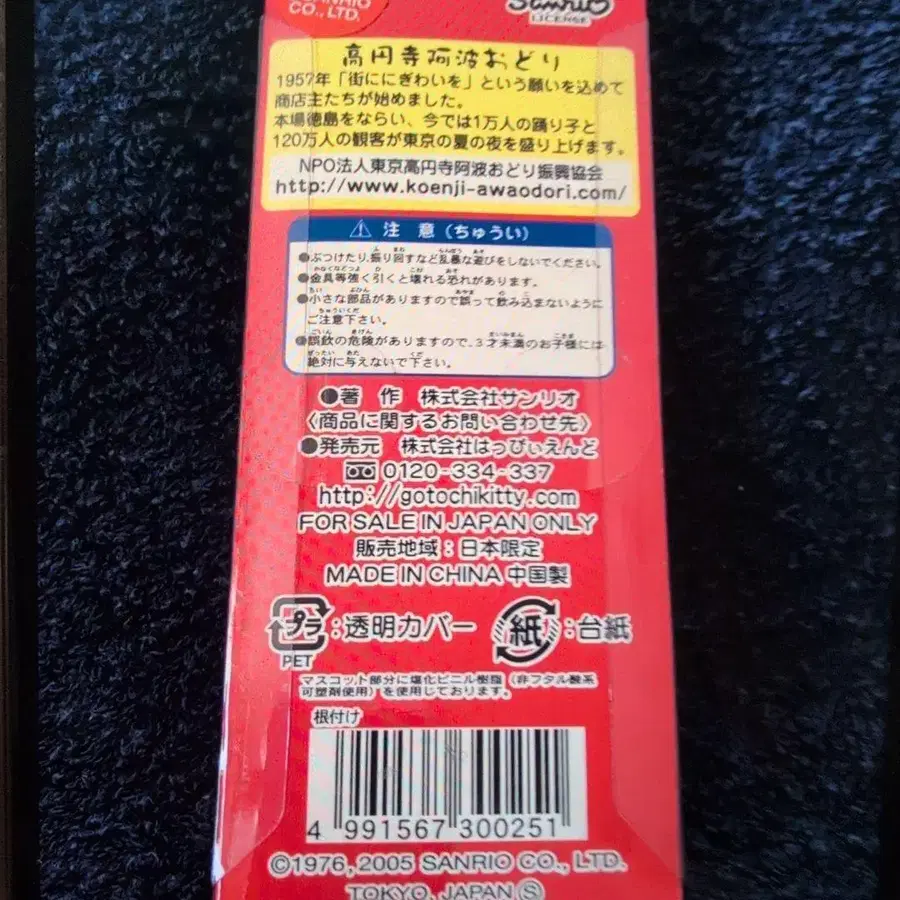 SANRIO
CO., LTD.
Sanrio
LICENSE
高円寺阿波おどり
1957年「街ににぎわいを」という願いを込めて
商店主たちが始めました。
本場徳島をならい、今では1万人の踊り子と
120万人の観客が東京の夏の夜を盛り上げます。
NPO法人東京高円寺阿波おどり振興協会
http://www.koenji-awaodori.com/
⚠ 注 意 (ちゅうい)
●ぶつけたり、振り回すなど乱暴な遊びをしないでください。
●金具等強く引くと壊れる恐れがあります。
●小さな部品がありますので誤って飲み込まないように
ご注意下さい。
●誤飲の危険がありますので、3才未満のお子様には
絶対に与えないで下さい。
●著 作 株式会社サンリオ
〈商品に関するお問い合わせ先〉
●発売元 株式会社はっぴぃえんど
0120-334-337
http://gotochikitty.com
FOR SALE IN JAPAN ONLY
販売地域：日本限定
MADE IN CHINA 中国製
プラ：透明カバー 紙：台紙
PET
マスコット部分に塩化ビニル樹脂（非フタル酸系
可塑剤使用）を使用しております。
根付け
4 991567 300251
©1976, 2005 SANRIO CO., LTD.
TOKYO, JAPAN Ⓢ